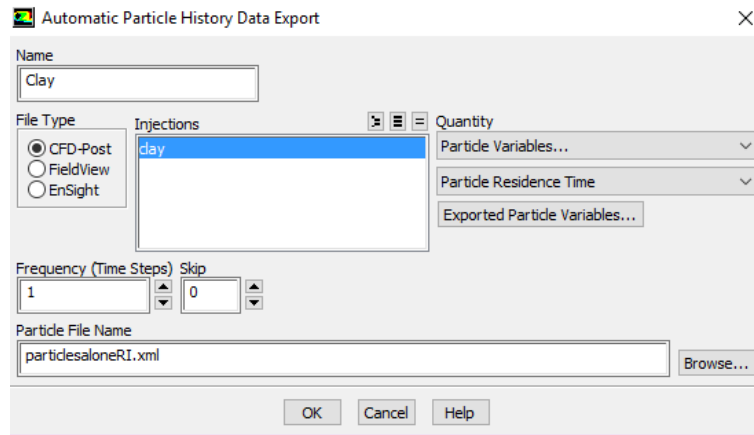 Automatic Particle History Data Export
Name
Clay
File Type
CFD-Post
FieldView
EnSight
Injections
clay
Quantity
Particle Variables...
Particle Residence Time
Exported Particle Variables...
Frequency (Time Steps) Skip
1 0
Particle File Name
particlesaloneRI.xml
Browse...
OK Cancel Help